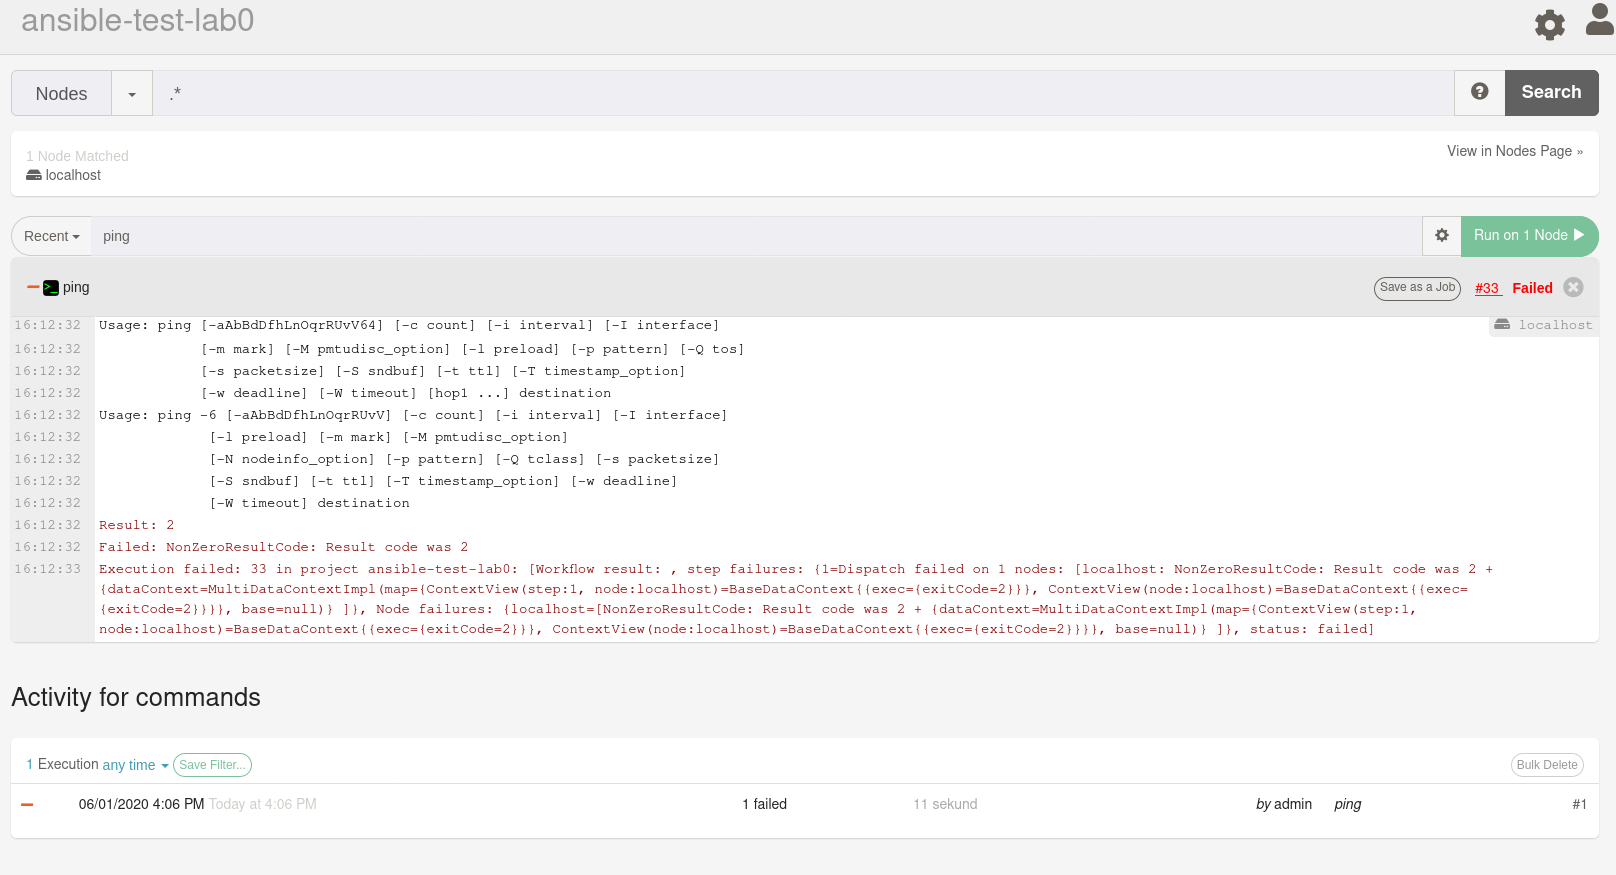 ansible-test-lab0
Nodes .* Search
1 Node Matched View in Nodes Page »
localhost
Recent ping Run on 1 Node
>_ ping Save as a Job #33 Failed
16:12:32 Usage: ping [-aAbBdDfhLnOqrRUvV64] [-c count] [-i interval] [-I interface] localhost
16:12:32 [-m mark] [-M pmtudisc_option] [-l preload] [-p pattern] [-Q tos]
16:12:32 [-s packetsize] [-S sndbuf] [-t ttl] [-T timestamp_option]
16:12:32 [-w deadline] [-W timeout] [hop1 ...] destination
16:12:32 Usage: ping -6 [-aAbBdDfhLnOqrRUvV] [-c count] [-i interval] [-I interface]
16:12:32 [-l preload] [-m mark] [-M pmtudisc_option]
16:12:32 [-N nodeinfo_option] [-p pattern] [-Q tclass] [-s packetsize]
16:12:32 [-S sndbuf] [-t ttl] [-T timestamp_option] [-w deadline]
16:12:32 [-W timeout] destination
16:12:32 Result: 2
16:12:32 Failed: NonZeroResultCode: Result code was 2
16:12:33 Execution failed: 33 in project ansible-test-lab0: [Workflow result: , step failures: {1=Dispatch failed on 1 nodes: [localhost: NonZeroResultCode: Result code was 2 +
{dataContext=MultiDataContextImpl(map={ContextView(step:1, node:localhost)=BaseDataContext{{exec={exitCode=2}}}, ContextView(node:localhost)=BaseDataContext{{exec=
{exitCode=2}}}}, base=null)} ]}, Node failures: {localhost=[NonZeroResultCode: Result code was 2 + {dataContext=MultiDataContextImpl(map={ContextView(step:1,
node:localhost)=BaseDataContext{{exec={exitCode=2}}}, ContextView(node:localhost)=BaseDataContext{{exec={exitCode=2}}}}, base=null)} ]}, status: failed]
Activity for commands
1 Execution any time Save Filter... Bulk Delete
06/01/2020 4:06 PM Today at 4:06 PM 1 failed 11 sekund by admin ping #1